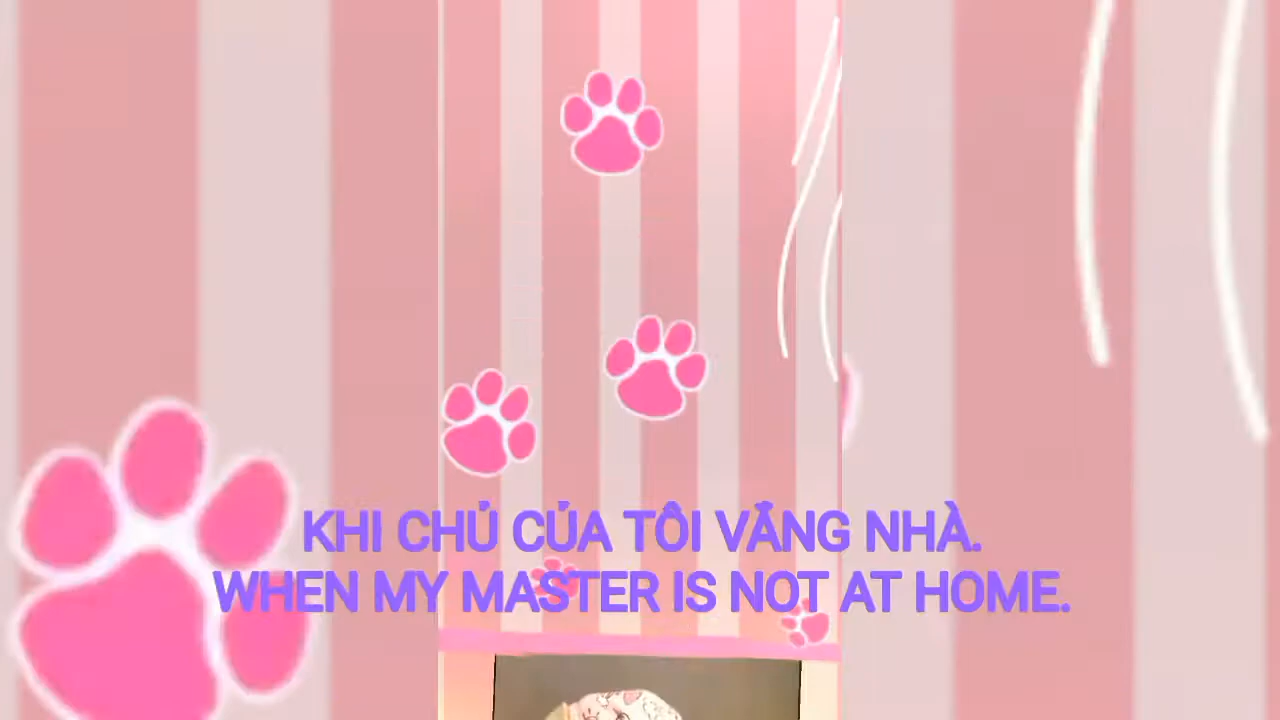 KHI CHỦ CỦA TÔI VẮNG NHÀ.
WHEN MY MASTER IS NOT AT HOME.